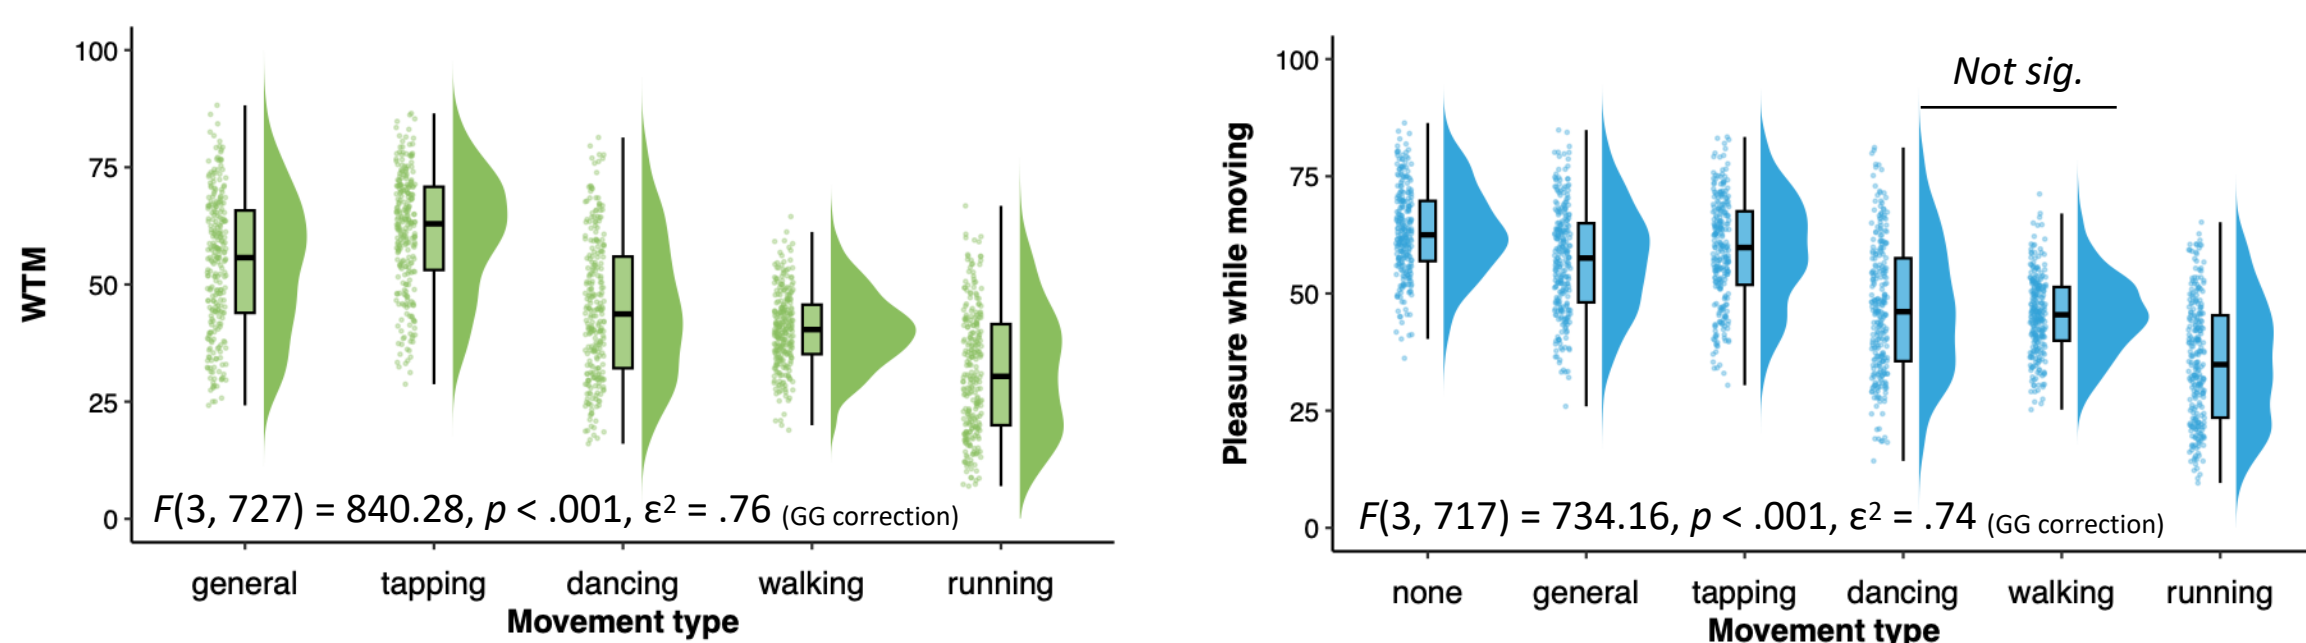 WTM
100
75
50
25
0
F(3, 727) = 840.28, p < .001, ε² = .76 (GG correction)
general tapping dancing walking running
Movement type
Pleasure while moving
100
75
50
25
0
Not sig.
F(3, 717) = 734.16, p < .001, ε² = .74 (GG correction)
none general tapping dancing walking running
Movement type